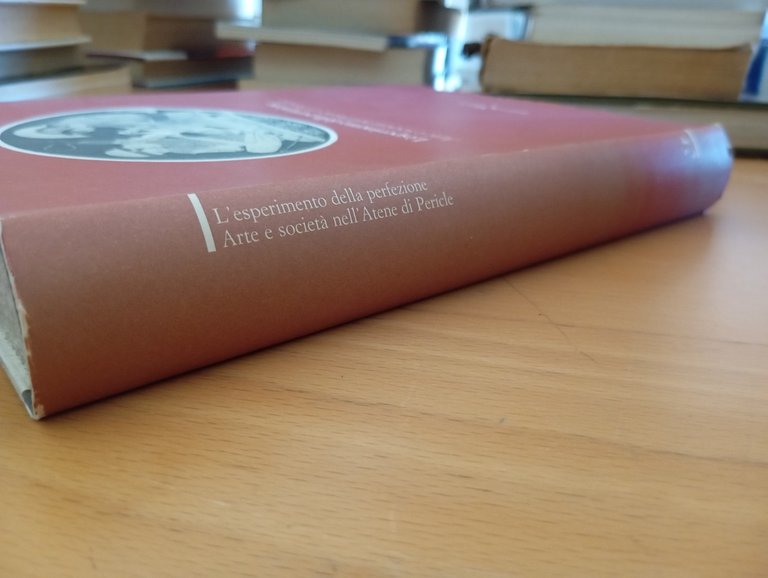 L'esperimento della perfezione
Arte e società nell'Atene di Pericle